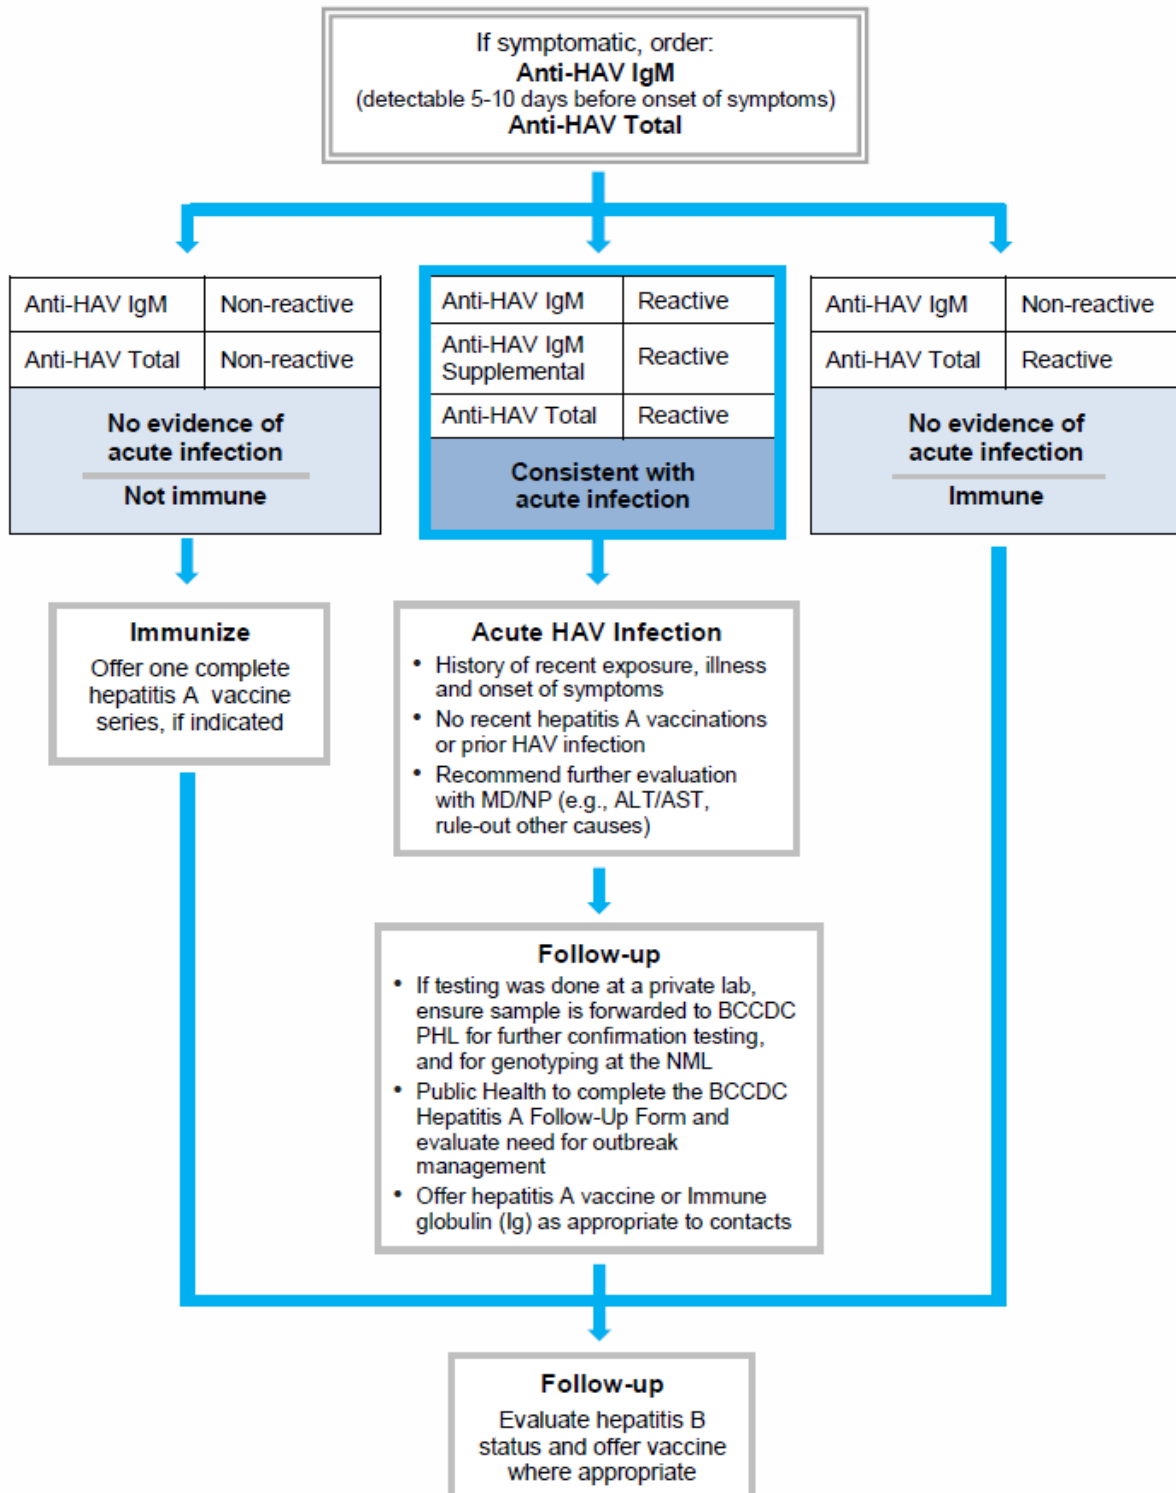 If symptomatic, order:
Anti-HAV IgM
(detectable 5-10 days before onset of symptoms)
Anti-HAV Total
Anti-HAV IgM Non-reactive
Anti-HAV Total Non-reactive
No evidence of
acute infection
Not immune
Anti-HAV IgM Reactive
Anti-HAV IgM
Supplemental Reactive
Anti-HAV Total Reactive
Consistent with
acute infection
Anti-HAV IgM Non-reactive
Anti-HAV Total Reactive
No evidence of
acute infection
Immune
Immunize
Offer one complete
hepatitis A vaccine
series, if indicated
Acute HAV Infection
• History of recent exposure, illness
and onset of symptoms
• No recent hepatitis A vaccinations
or prior HAV infection
• Recommend further evaluation
with MD/NP (e.g., ALT/AST,
rule-out other causes)
Follow-up
• If testing was done at a private lab,
ensure sample is forwarded to BCCDC
PHL for further confirmation testing,
and for genotyping at the NML
• Public Health to complete the BCCDC
Hepatitis A Follow-Up Form and
evaluate need for outbreak
management
• Offer hepatitis A vaccine or Immune
globulin (Ig) as appropriate to contacts
Follow-up
Evaluate hepatitis B
status and offer vaccine
where appropriate